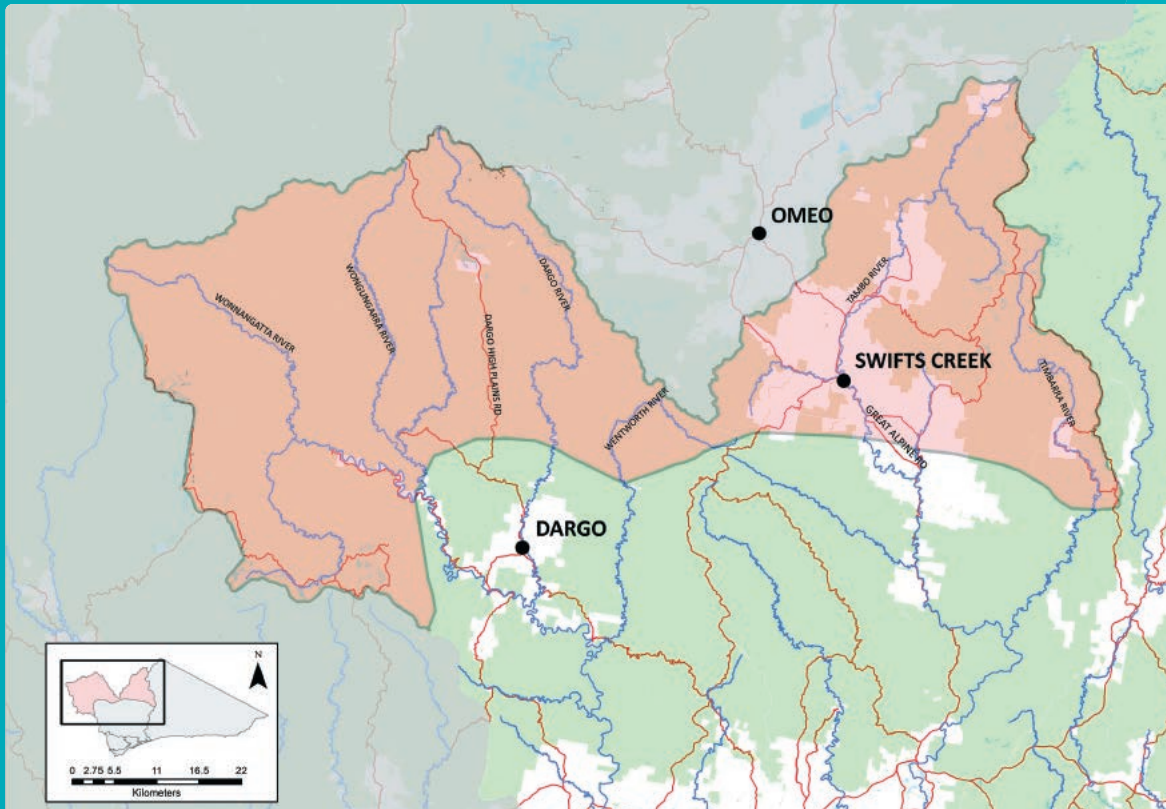 OMEO
TAMBO RIVER
DARGO RIVER
WONGUNGARRA RIVER
WONNANGATTA RIVER
DARGO HIGH PLAINS RD
SWIFTS CREEK
TIMBARRA RIVER
WENTWORTH RIVER
GREAT ALPINE RD
DARGO
N
0 2.75 5.5 11 16.5 22
Kilometers